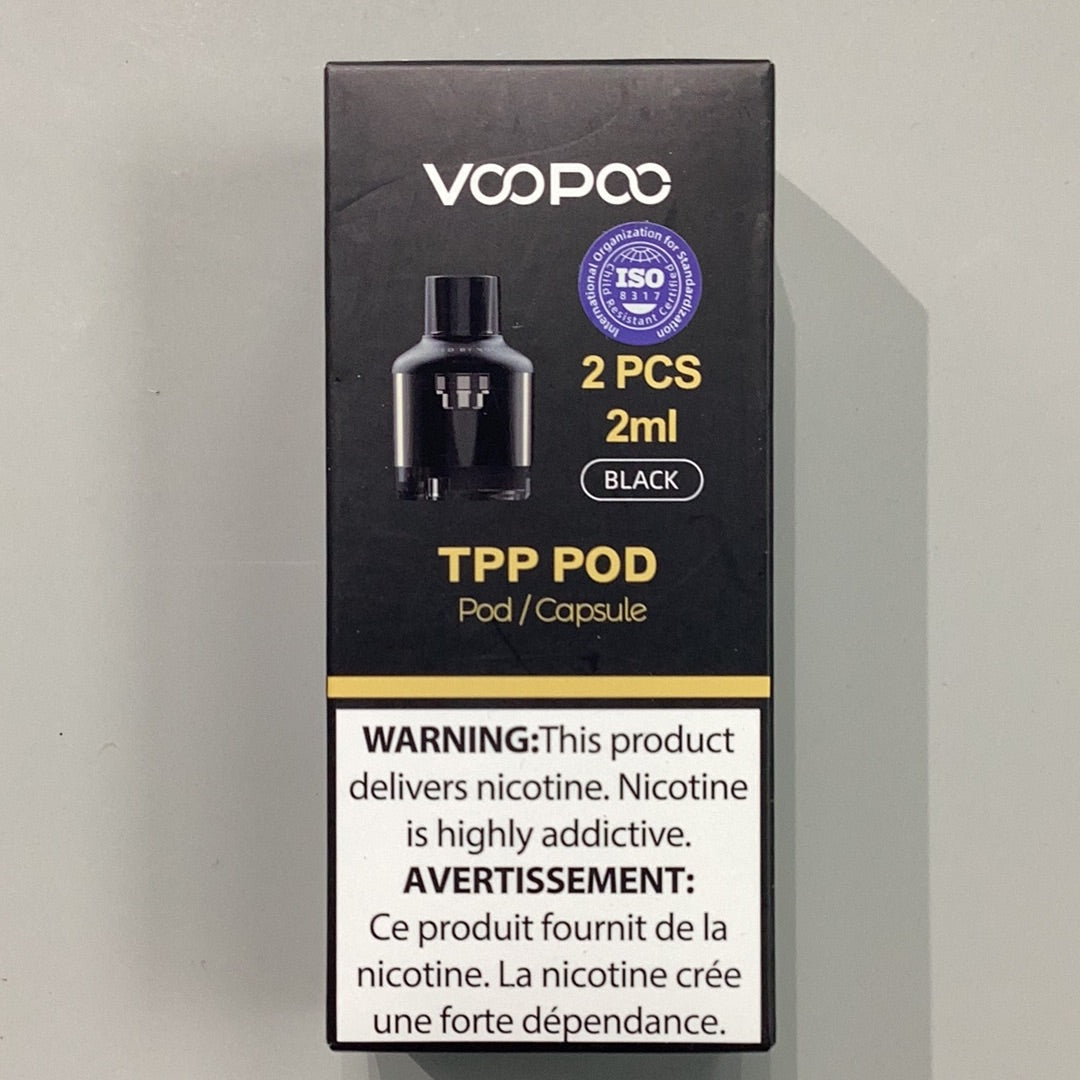 VOOPOO
International Organization for Standardization
ISO
8317
Child Resistant Certified
2 PCS
2ml
BLACK
TPP POD
Pod / Capsule
WARNING:This product
delivers nicotine. Nicotine
is highly addictive.
AVERTISSEMENT:
Ce produit fournit de la
nicotine. La nicotine crée
une forte dépendance.